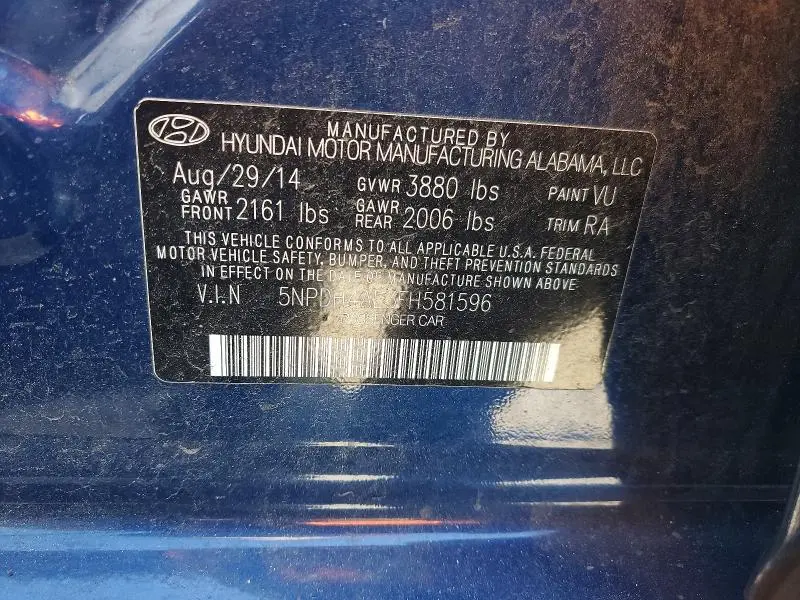 MANUFACTURED BY
HYUNDAI MOTOR MANUFACTURING ALABAMA, LLC
Aug/29/14 GVWR 3880 lbs PAINT VU
GAWR FRONT 2161 lbs GAWR REAR 2006 lbs TRIM RA
THIS VEHICLE CONFORMS TO ALL APPLICABLE U.S.A. FEDERAL
MOTOR VEHICLE SAFETY, BUMPER, AND THEFT PREVENTION STANDARDS
IN EFFECT ON THE DATE OF MANUFACTURE SHOWN ABOVE.
V.I.N
PASSENGER CAR